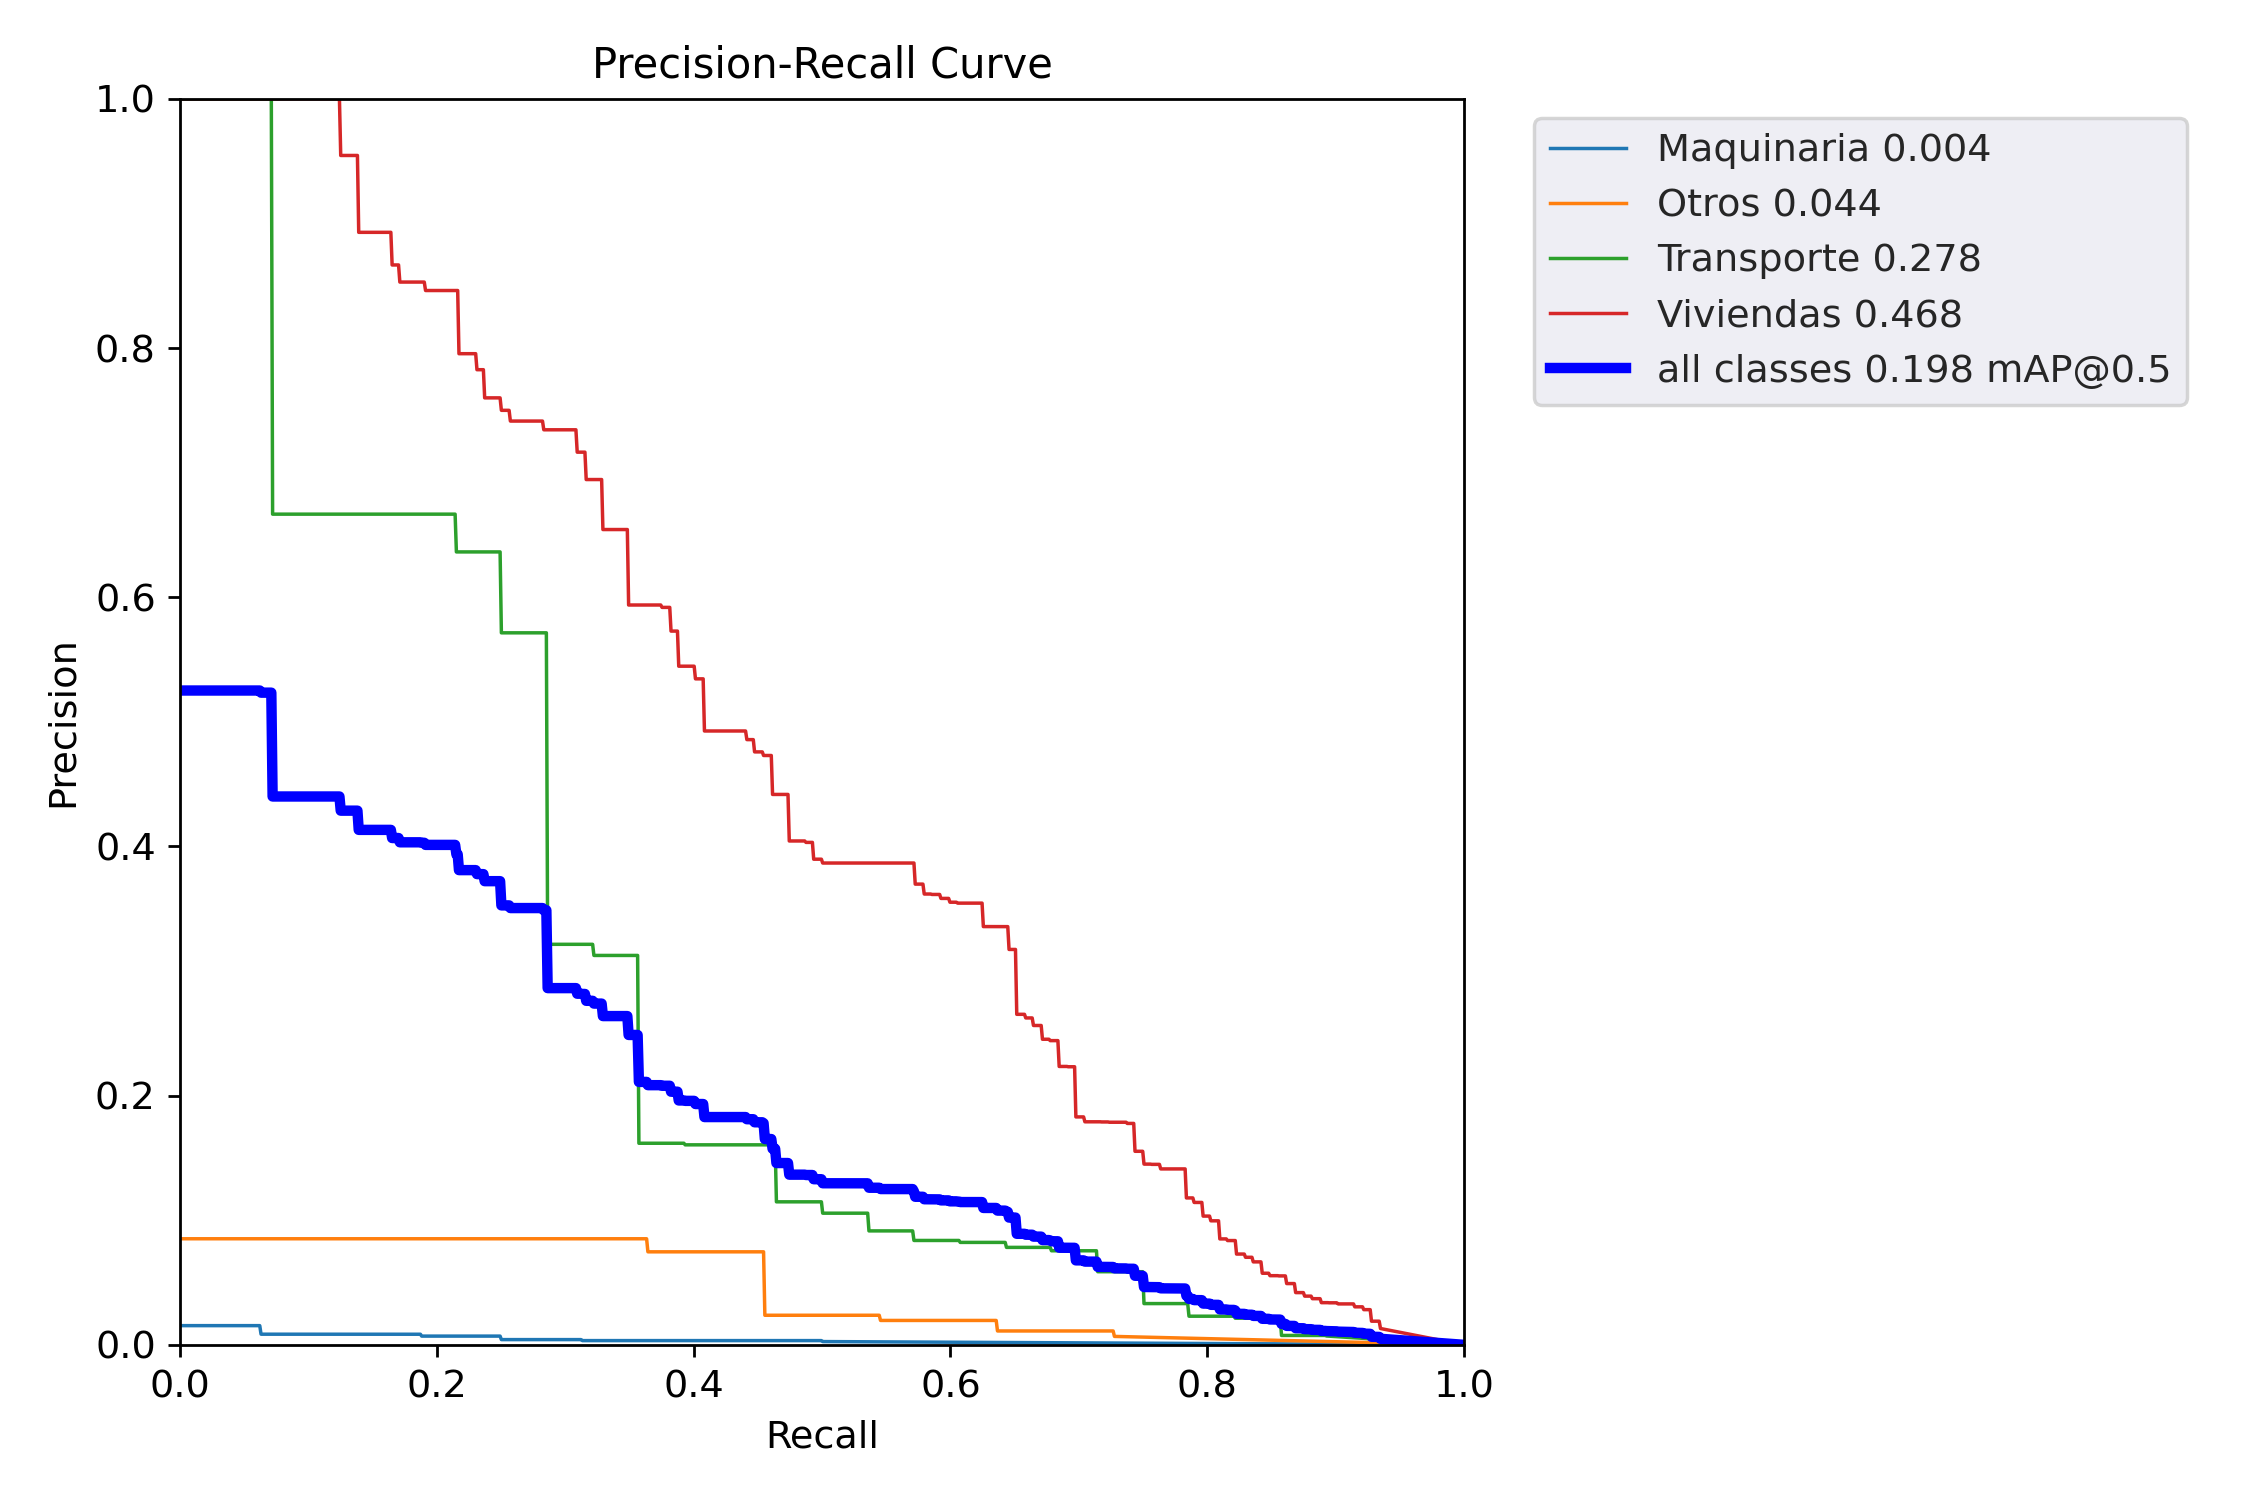 Precision-Recall Curve
1.0
0.8
0.6
0.4
0.2
0.0
Precision
0.0 0.2 0.4 0.6 0.8 1.0
Recall
Maquinaria 0.004
Otros 0.044
Transporte 0.278
Viviendas 0.468
all classes 0.198 mAP@0.5